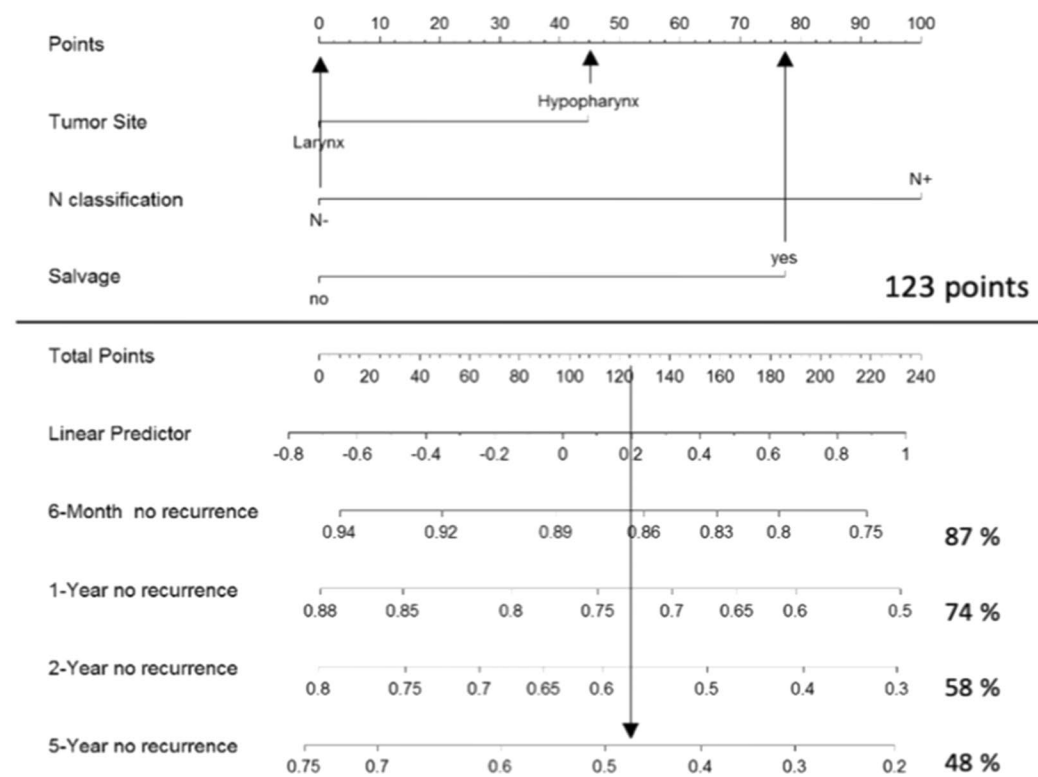 0 10 20 30 40 50 60 70 80 90 100
Points
Hypopharynx
Tumor Site
Larynx
N+
N classification
N-
yes
Salvage
no
123 points
Total Points
0 20 40 60 80 100 120 140 160 180 200 220 240
Linear Predictor
-0.8 -0.6 -0.4 -0.2 0 0.2 0.4 0.6 0.8 1
6-Month no recurrence
0.94 0.92 0.89 0.86 0.83 0.8 0.75
87 %
1-Year no recurrence
0.88 0.85 0.8 0.75 0.7 0.65 0.6 0.5
74 %
2-Year no recurrence
0.8 0.75 0.7 0.65 0.6 0.5 0.4 0.3
58 %
5-Year no recurrence
0.75 0.7 0.6 0.5 0.4 0.3 0.2
48 %